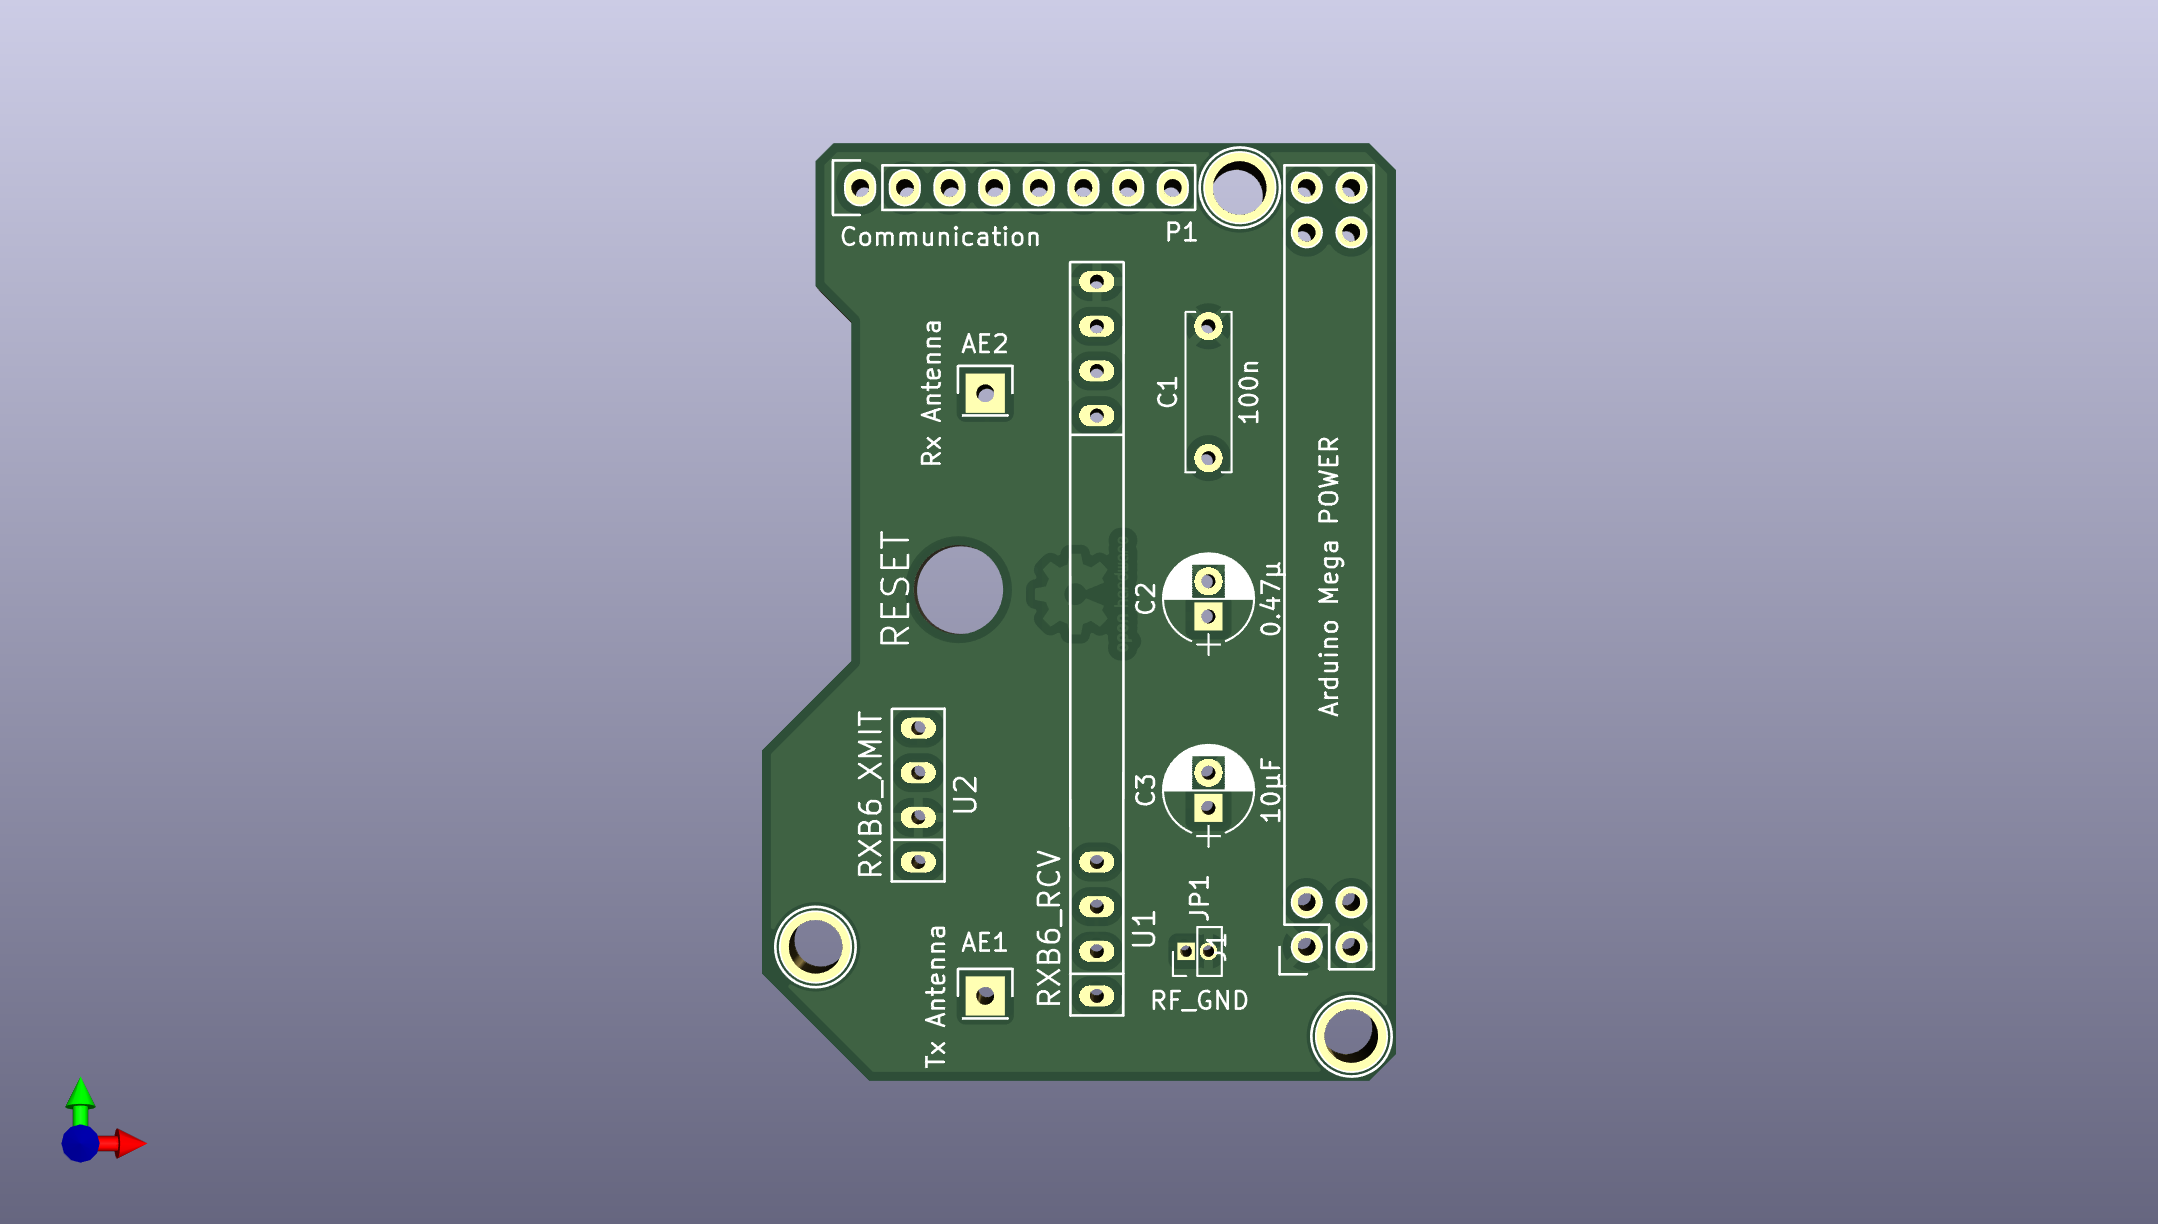 Communication
P1
Rx Antenna
AE2
C1
100n
Arduino Mega POWER
RESET
C2
0.47µ
RXB6_XMIT
U2
C3
10µF
RXB6_RCV
U1
JP1
J1
RF_GND
Tx Antenna
AE1